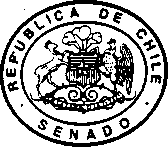 REPUBLICA DE CHILE
SENADO